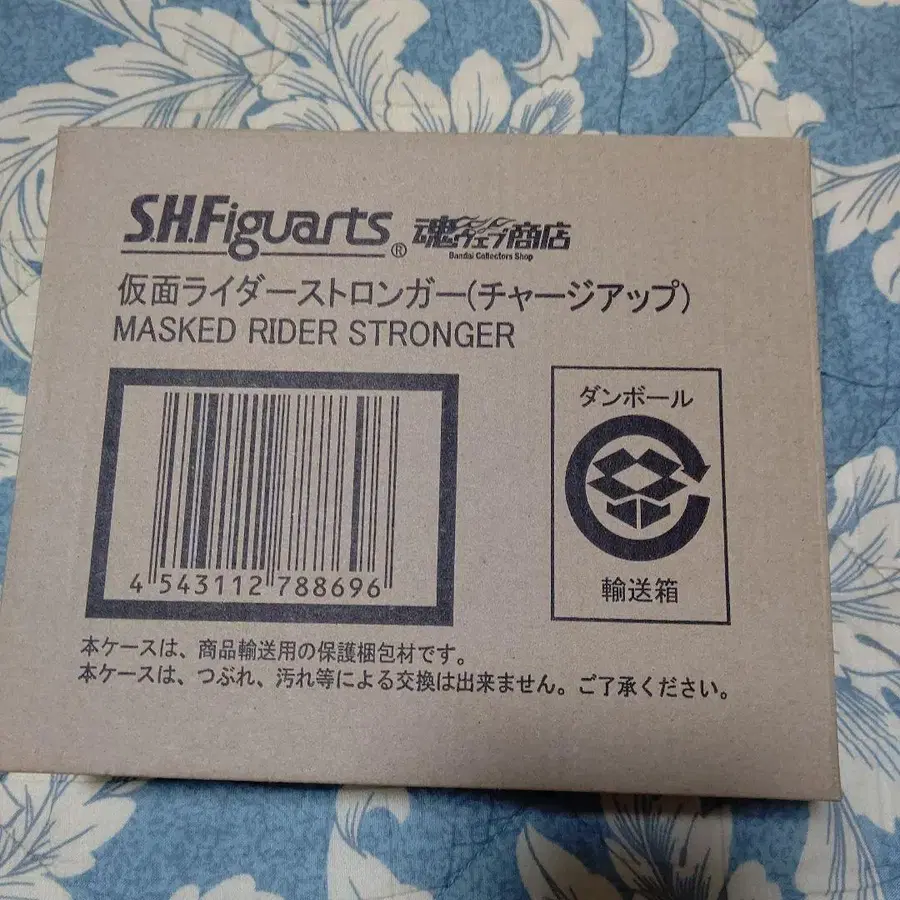 S.H.Figuarts® 魂ウェブ商店
Bandai Collectors Shop
仮面ライダーストロンガー(チャージアップ)
MASKED RIDER STRONGER
ダンボール
4 543112 788696
輸送箱
本ケースは、商品輸送用の保護梱包材です。
本ケースは、つぶれ、汚れ等による交換は出来ません。ご了承ください。